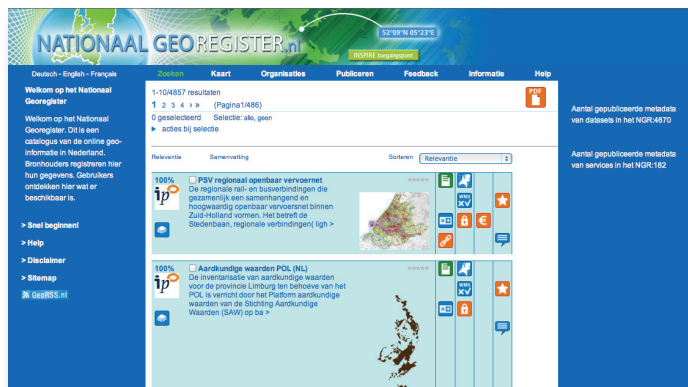 NATIONAAL GEOREGISTER.nl
52°09"N 05°23"E
INSPIRE toegangspunt
Deutsch - English - Français
Zoeken Kaart Organisaties Publiceren Feedback Informatie Help
Welkom op het Nationaal
Georegister
Welkom op het Nationaal
Georegister. Dit is een
catalogus van de online geo-
informatie in Nederland.
Bronhouders registreren hier
hun gegevens. Gebruikers
ontdekken hier wat er
beschikbaar is.
> Snel beginnen!
> Help
> Disclaimer
> Sitemap
GeoRSS.nl
1-10/4857 resultaten
1 2 3 4 › » (Pagina1/486)
0 geselecteerd Selectie: alle, geen
acties bij selectie
PDF
Relevantie Samenvatting Sorteren Relevantie
100% PSV regionaal openbaar vervoernet
ip
De regionale rail- en busverbindingen die
gezamenlijk een samenhangend en
hoogwaardig openbaar vervoersnet binnen
Zuid-Holland vormen. Het betreft de
Stedenbaan, regionale verbindingen( ligh >
WMS
€
100% Aardkundige waarden POL (NL)
ip
De inventarisatie van aardkundige waarden
voor de provincie Limburg ten behoeve van het
POL is verricht door het Platform aardkundige
waarden van de Stichting Aardkundige
Waarden (SAW) op ba >
WMS
Aantal gepubliceerde metadata
van datasets in het NGR:4670
Aantal gepubliceerde metadata
van services in het NGR:182